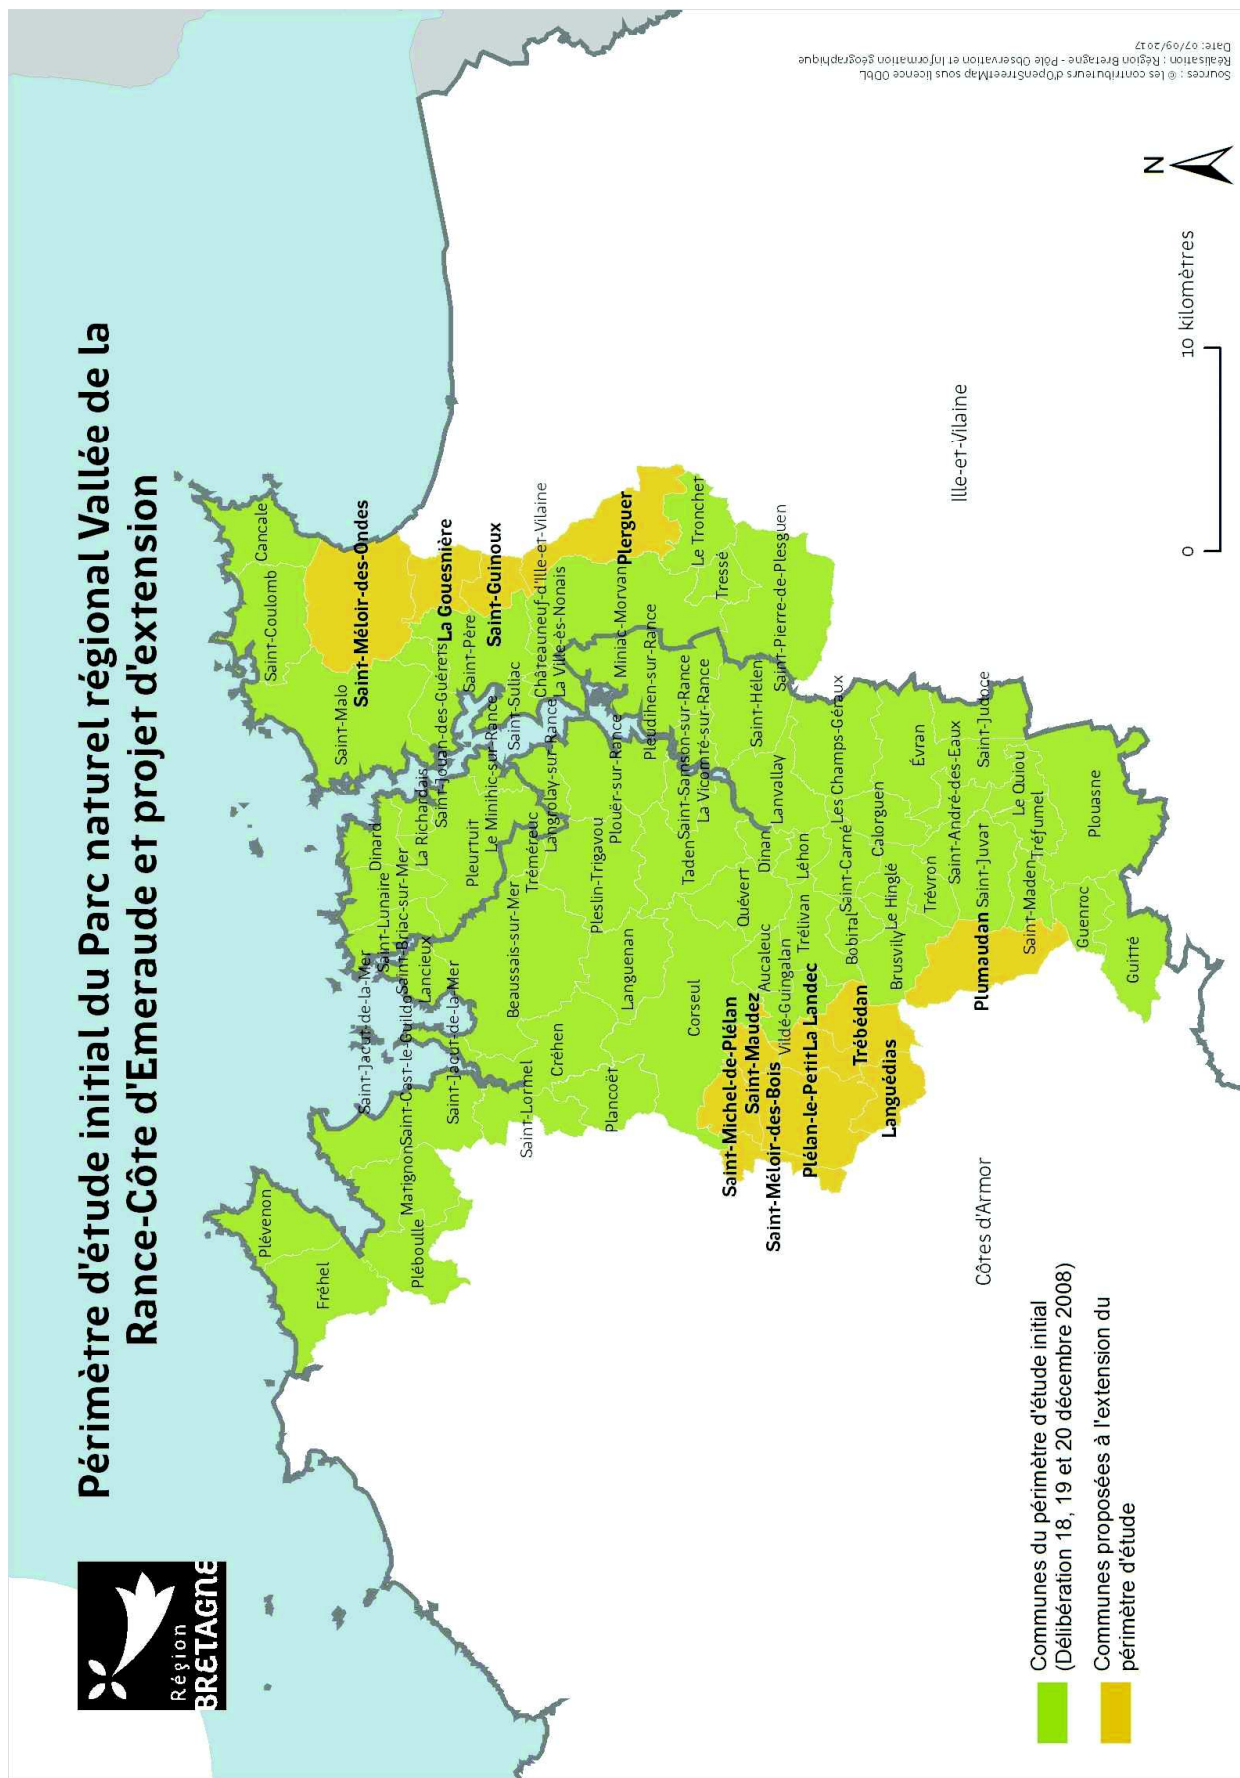 Périmètre d'étude initial du Parc naturel régional Vallée de la
Rance-Côte d'Emeraude et projet d'extension
Région
BRETAGNE
Plévenon
Fréhel
Cancale
Saint-Coulomb
Saint-Malo
Saint-Méloir-des-Ondes
Saint-Jacut-de-la-Mer
Dinard
Saint-Lunaire
Saint-Briac-sur-Mer
Saint-Cast-le-Guildo
Matignon
Pléboulle
Lancieux
La Richardais
Saint-Jouan-des-Guérets
La Gouesnière
Saint-Jacut-de-la-Mer
Pleurtuit
Saint-Père
Le Minihic-sur-Rance
Saint-Guinoux
Beaussais-sur-Mer
Saint-Suliac
Saint-Lormel
Tréméreuc
Châteauneuf-d'Ille-et-Vilaine
Langrolay-sur-Rance
La Ville-ès-Nonais
Créhen
Pleslin-Trigavou
Plouër-sur-Rance
Miniac-Morvan
Plerguer
Plancoët
Languenan
Pleudihen-sur-Rance
Corseul
Taden
Saint-Samson-sur-Rance
La Vicomté-sur-Rance
Le Tronchet
Tressé
Saint-Michel-de-Plélan
Saint-Maudez
Quévert
Saint-Hélen
Saint-Méloir-des-Bois
Aucaleuc
Dinan
Lanvallay
Saint-Pierre-de-Plesguen
Vildé-Guingalan
Plélan-le-Petit
La Landec
Trélivan
Léhon
Les Champs-Géraux
Trébédan
Bobital
Saint-Carné
Calorguen
Languédias
Brusvily
Le Hinglé
Évran
Trévron
Saint-André-des-Eaux
Plumaudan
Saint-Juvat
Saint-Judoce
Le Quiou
Saint-Maden
Tréfumel
Guenroc
Plouasne
Guitté
Côtes d'Armor
Ille-et-Vilaine
Communes du périmètre d'étude initial
(Délibération 18, 19 et 20 décembre 2008)
Communes proposées à l'extension du
périmètre d'étude
0
10 kilomètres
N
Sources : © les contributeurs d'OpenStreetMap sous licence ODbL
Réalisation : Région Bretagne - Pôle Observation et Information géographique
Date: 07/09/2017